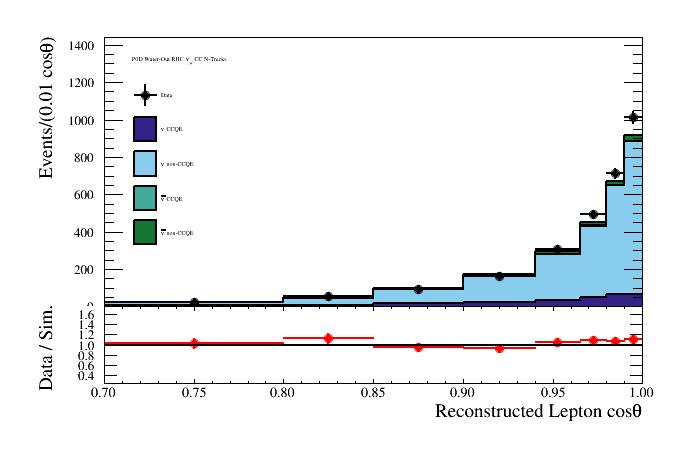 Events/(0.01 cosθ)
1400
1200
1000
800
600
400
200
0
P0D Water-Out RHC ν CC N-Tracks
Data
ν CCQE
ν non-CCQE
ν̄ CCQE
ν̄ non-CCQE
Data / Sim.
1.6
1.4
1.2
1.0
0.8
0.6
0.4
0.70 0.75 0.80 0.85 0.90 0.95 1.00
Reconstructed Lepton cosθ